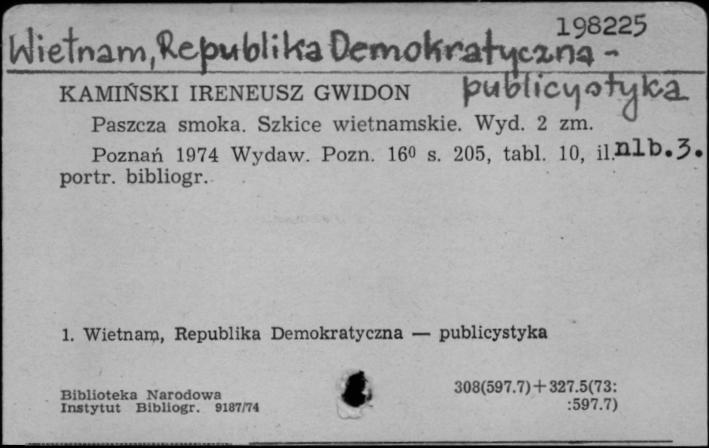 198225
Wietnam, Republika Demokratyczna -
publicystyka
KAMIŃSKI IRENEUSZ GWIDON
Paszcza smoka. Szkice wietnamskie. Wyd. 2 zm.
Poznań 1974 Wydaw. Pozn. 16⁰ s. 205, tabl. 10, il. nlb. 3.
portr. bibliogr.
1. Wietnam, Republika Demokratyczna — publicystyka
308(597.7)+327.5(73:
:597.7)
Biblioteka Narodowa
Instytut Bibliogr. 9187/74